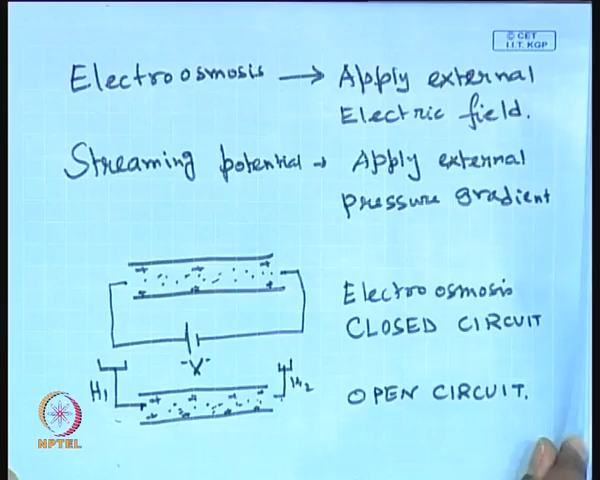 © CET
I.I.T. KGP
Electroosmosis → Apply external
Electric field.
Streaming potential → Apply external
pressure gradient
Electroosmosis
CLOSED CIRCUIT
"V"
H1
H2
OPEN CIRCUIT.
NPTEL